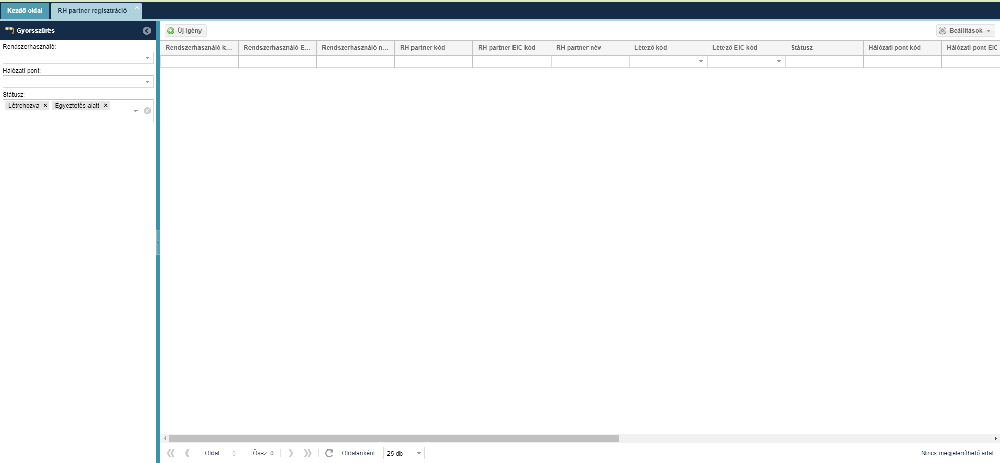 Kezdő oldal
RH partner regisztráció
Gyorsszűrés
Rendszerhasználó:
Hálózati pont:
Státusz:
Létrehozva
Egyeztetés alatt
Új igény
Beállítások
Rendszerhasználó k...
Rendszerhasználó E...
Rendszerhasználó n...
RH partner kód
RH partner EIC kód
RH partner név
Létező kód
Létező EIC kód
Státusz
Hálózati pont kód
Hálózati pont EIC
Oldal:
0
Össz: 0
Oldalanként:
25 db
Nincs megjeleníthető adat